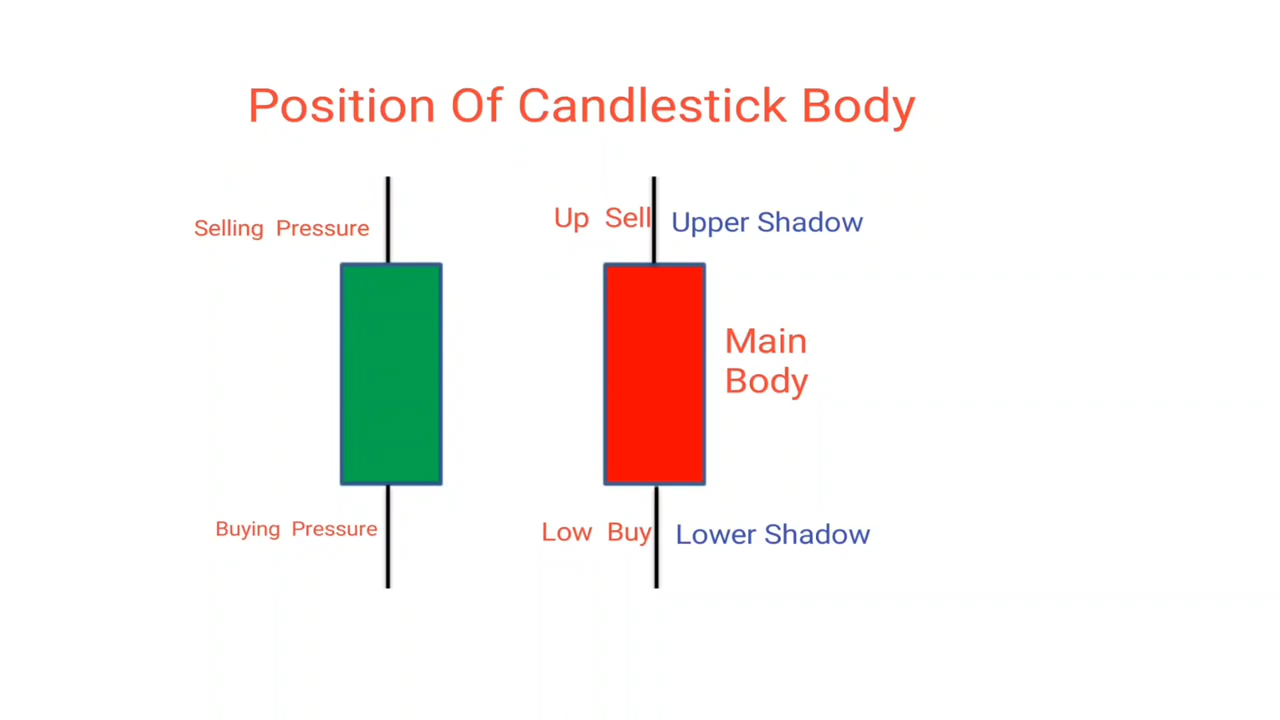 Position Of Candlestick Body
Selling Pressure
Up Sell
Upper Shadow
Main
Body
Buying Pressure
Low Buy
Lower Shadow